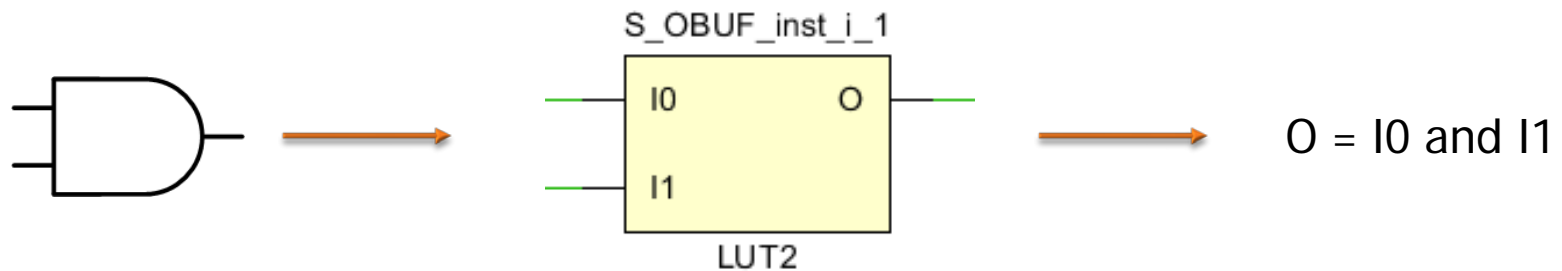 S_OBUF_inst_i_1
I0 O
I1
LUT2
O = I0 and I1